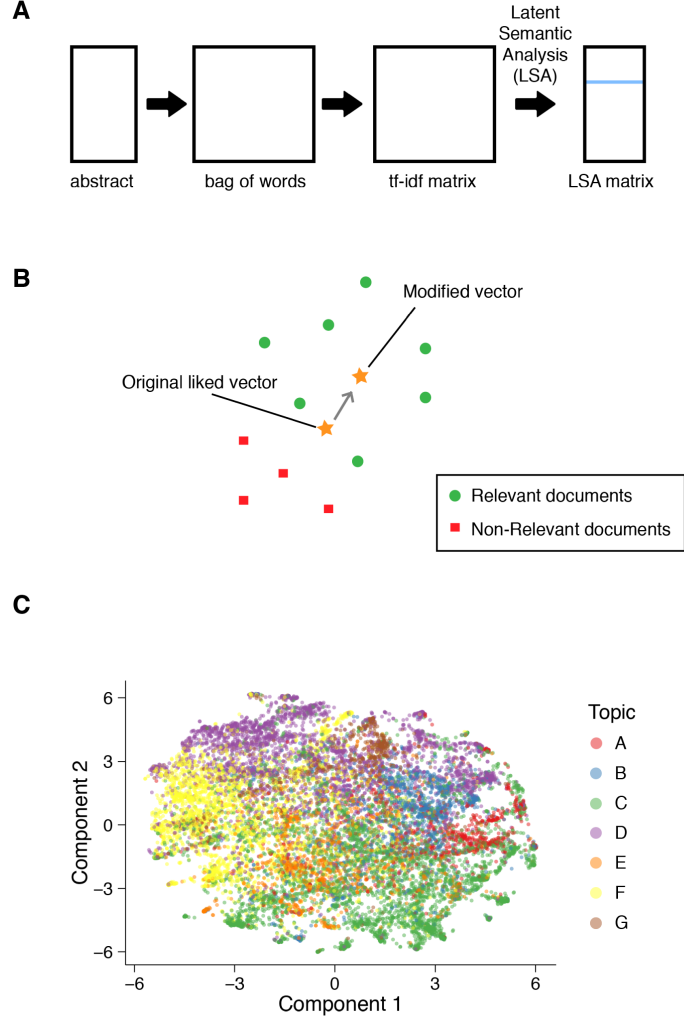 A
Latent
Semantic
Analysis
(LSA)
abstract
bag of words
tf-idf matrix
LSA matrix
B
Modified vector
Original liked vector
Relevant documents
Non-Relevant documents
C
Component 2
6
3
0
−3
−6
−6
−3
0
3
6
Component 1
Topic
A
B
C
D
E
F
G